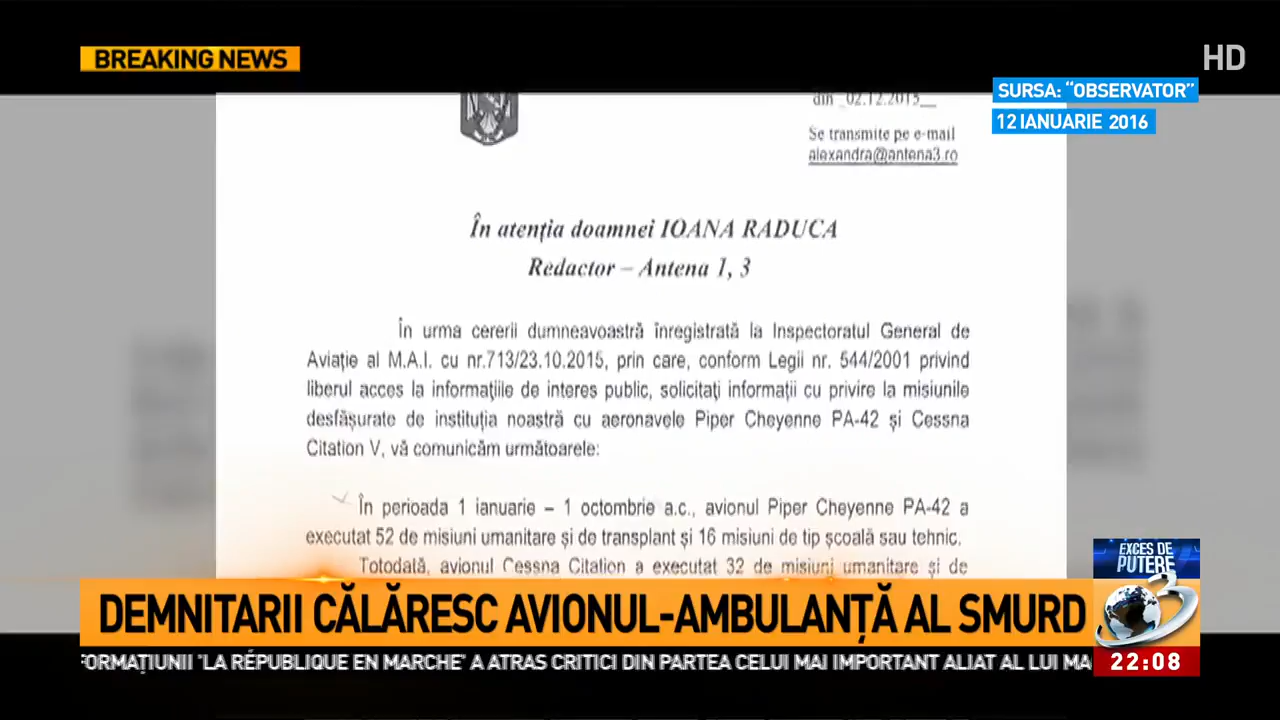 BREAKING NEWS
HD
SURSA: “OBSERVATOR”
12 IANUARIE 2016
din _02.12.2015__
Se transmite pe e-mail
alexandra@antena3.ro
În atenția doamnei IOANA RADUCA
Redactor – Antena 1, 3
În urma cererii dumneavoastră înregistrată la Inspectoratul General de
Aviație al M.A.I. cu nr.713/23.10.2015, prin care, conform Legii nr. 544/2001 privind
liberul acces la informațiile de interes public, solicitați informații cu privire la misiunile
desfășurate de instituția noastră cu aeronavele Piper Cheyenne PA-42 și Cessna
Citation V, vă comunicăm următoarele:
În perioada 1 ianuarie – 1 octombrie a.c., avionul Piper Cheyenne PA-42 a
executat 52 de misiuni umanitare și de transplant și 16 misiuni de tip școală sau tehnic.
Totodată, avionul Cessna Citation a executat 32 de misiuni umanitare și de
EXCES DE
PUTERE
3
DEMNITARII CĂLĂRESC AVIONUL-AMBULANȚĂ AL SMURD
FORMAȚIUNII "LA RÉPUBLIQUE EN MARCHE" A ATRAS CRITICI DIN PARTEA CELUI MAI IMPORTANT ALIAT AL LUI MA
22:08